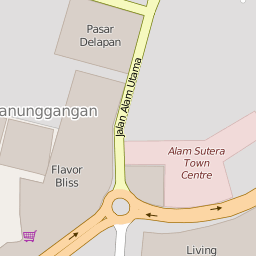 Pasar
Delapan
Jalan Alam Utama
anunggangan
Alam Sutera
Town
Centre
Flavor
Bliss
Living